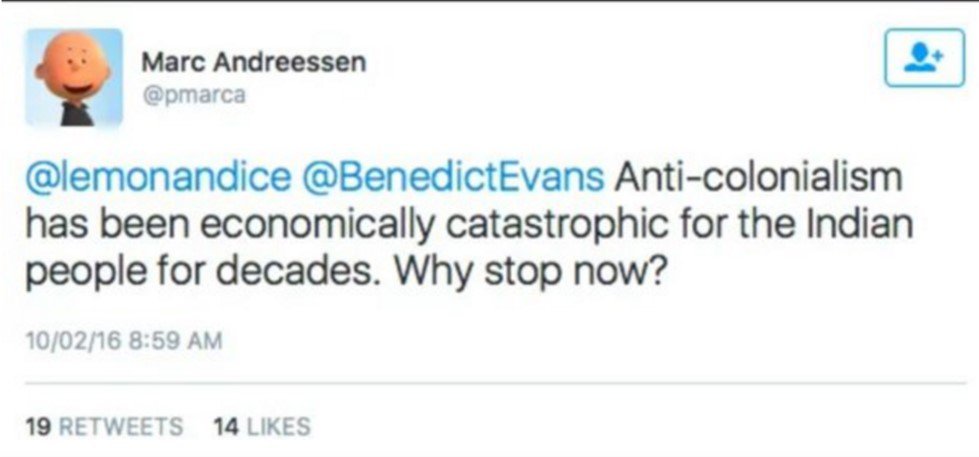 Marc Andreessen
@pmarca
@lemonandice @BenedictEvans Anti-colonialism
has been economically catastrophic for the Indian
people for decades. Why stop now?
10/02/16 8:59 AM
19 RETWEETS 14 LIKES